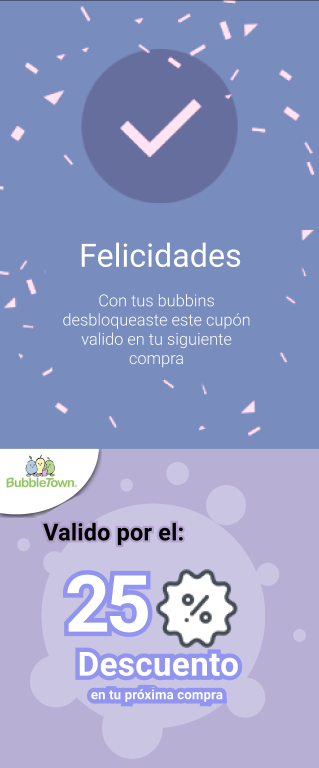 Felicidades
Con tus bubbins
desbloqueaste este cupón
valido en tu siguiente
compra
BubbleTown.
Valido por el:
25 %
Descuento
en tu próxima compra